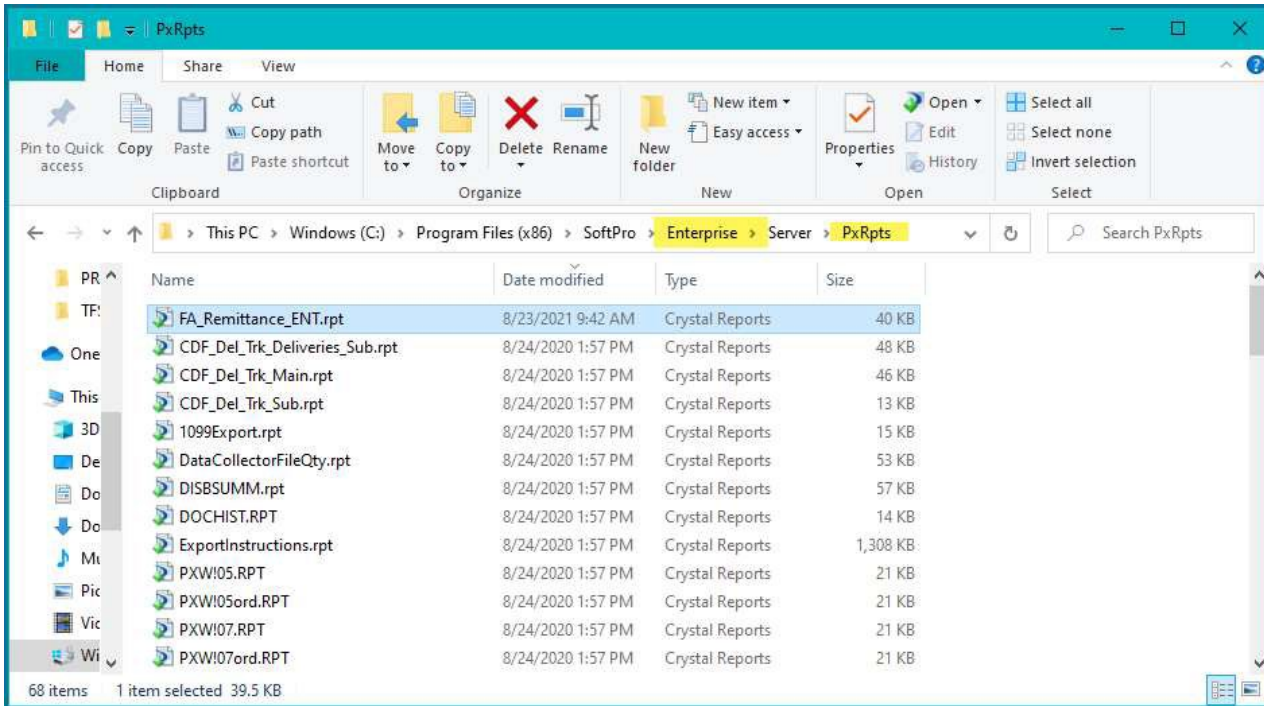 PxRpts
File Home Share View
Pin to Quick access
Copy
Paste
Cut
Copy path
Paste shortcut
Clipboard
Move to
Copy to
Delete
Rename
Organize
New folder
New item
Easy access
New
Properties
Open
Edit
History
Open
Select all
Select none
Invert selection
Select
This PC > Windows (C:) > Program Files (x86) > SoftPro > Enterprise > Server > PxRpts
Search PxRpts
PR
TFS
One
This
3D
De
Do
Do
Mu
Pic
Vic
Wi
Name Date modified Type Size
FA_Remittance_ENT.rpt 8/23/2021 9:42 AM Crystal Reports 40 KB
CDF_Del_Trk_Deliveries_Sub.rpt 8/24/2020 1:57 PM Crystal Reports 48 KB
CDF_Del_Trk_Main.rpt 8/24/2020 1:57 PM Crystal Reports 46 KB
CDF_Del_Trk_Sub.rpt 8/24/2020 1:57 PM Crystal Reports 13 KB
1099Export.rpt 8/24/2020 1:57 PM Crystal Reports 15 KB
DataCollectorFileQty.rpt 8/24/2020 1:57 PM Crystal Reports 53 KB
DISBSUMM.rpt 8/24/2020 1:57 PM Crystal Reports 57 KB
DOCHIST.RPT 8/24/2020 1:57 PM Crystal Reports 14 KB
ExportInstructions.rpt 8/24/2020 1:57 PM Crystal Reports 1,308 KB
PXW!05.RPT 8/24/2020 1:57 PM Crystal Reports 21 KB
PXW!05ord.RPT 8/24/2020 1:57 PM Crystal Reports 21 KB
PXW!07.RPT 8/24/2020 1:57 PM Crystal Reports 21 KB
PXW!07ord.RPT 8/24/2020 1:57 PM Crystal Reports 21 KB
68 items 1 item selected 39.5 KB